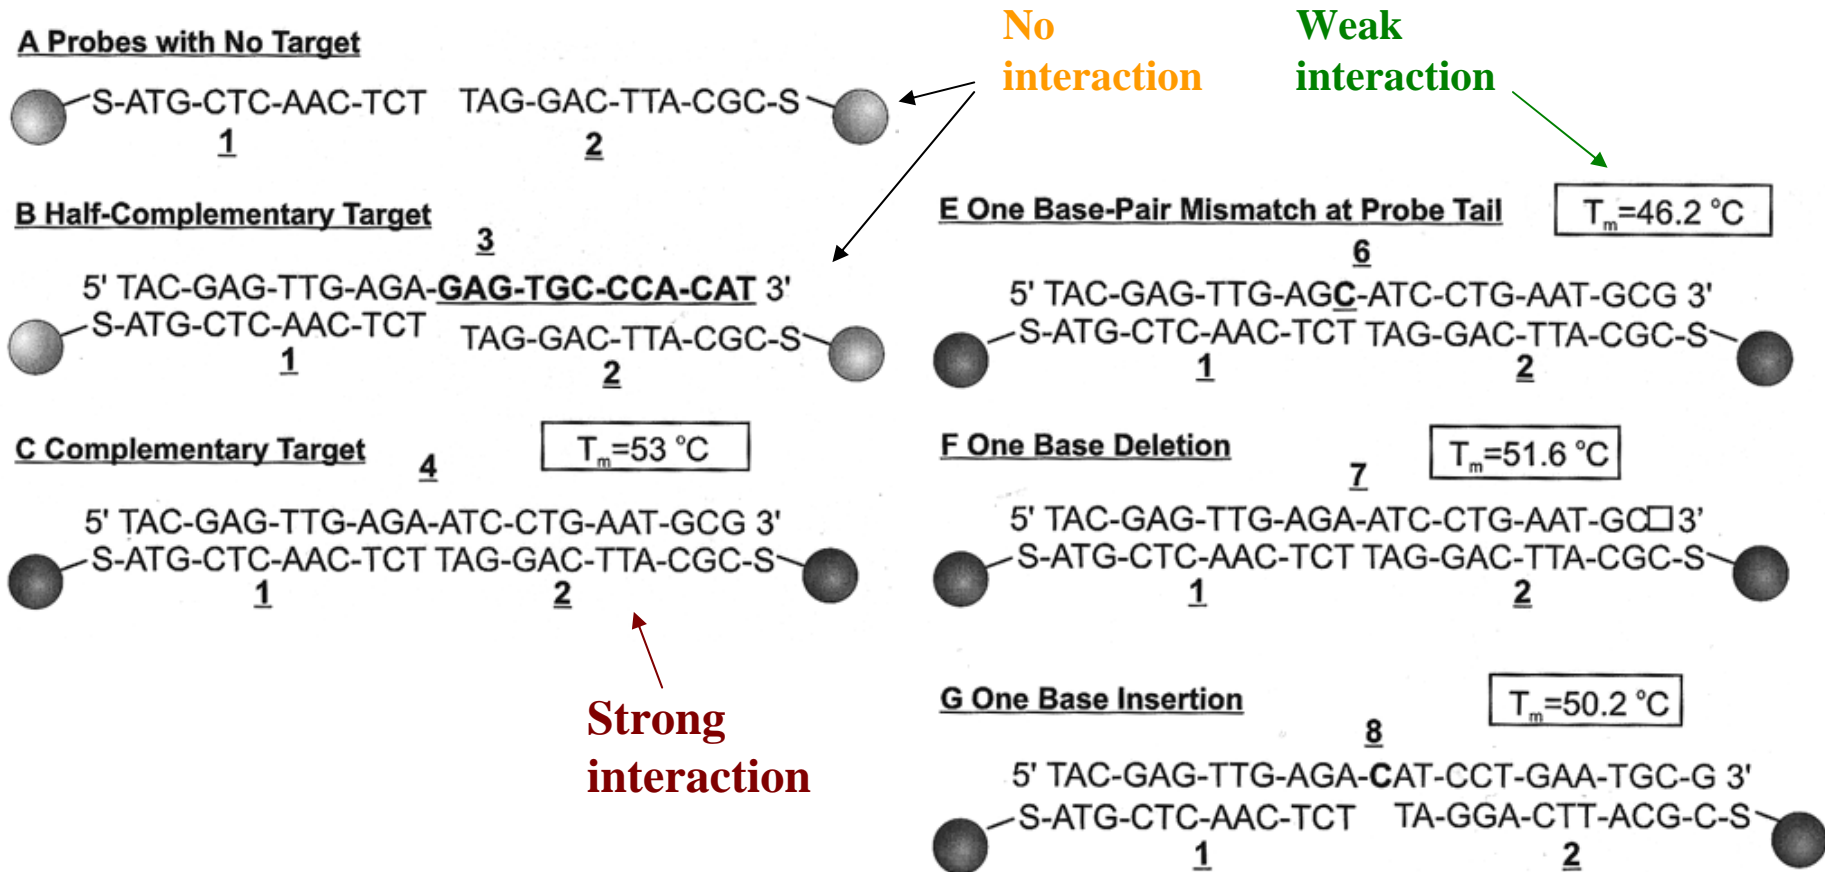 A Probes with No Target
S-ATG-CTC-AAC-TCT TAG-GAC-TTA-CGC-S
1 2
No
interaction
Weak
interaction
B Half-Complementary Target
3
5' TAC-GAG-TTG-AGA-GAG-TGC-CCA-CAT 3'
S-ATG-CTC-AAC-TCT TAG-GAC-TTA-CGC-S
1 2
C Complementary Target
Tm=53 °C
4
5' TAC-GAG-TTG-AGA-ATC-CTG-AAT-GCG 3'
S-ATG-CTC-AAC-TCT TAG-GAC-TTA-CGC-S
1 2
Strong
interaction
E One Base-Pair Mismatch at Probe Tail
Tm=46.2 °C
6
5' TAC-GAG-TTG-AGC-ATC-CTG-AAT-GCG 3'
S-ATG-CTC-AAC-TCT TAG-GAC-TTA-CGC-S
1 2
F One Base Deletion
Tm=51.6 °C
7
5' TAC-GAG-TTG-AGA-ATC-CTG-AAT-GC□3'
S-ATG-CTC-AAC-TCT TAG-GAC-TTA-CGC-S
1 2
G One Base Insertion
Tm=50.2 °C
8
5' TAC-GAG-TTG-AGA-CAT-CCT-GAA-TGC-G 3'
S-ATG-CTC-AAC-TCT TA-GGA-CTT-ACG-C-S
1 2